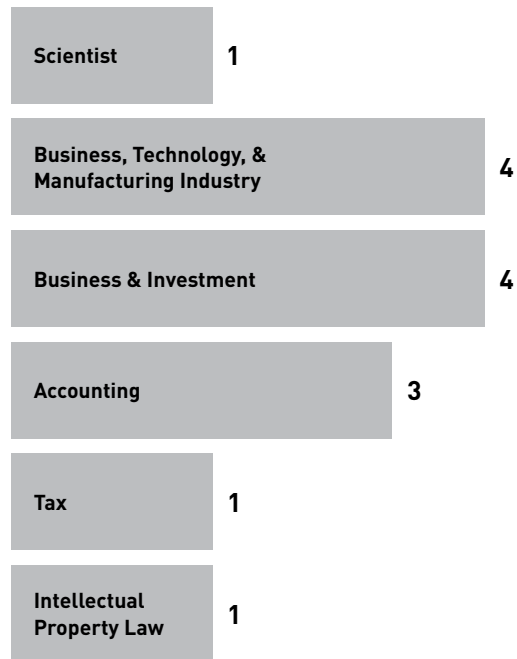 Scientist 1
Business, Technology, &
Manufacturing Industry 4
Business & Investment 4
Accounting 3
Tax 1
Intellectual
Property Law 1